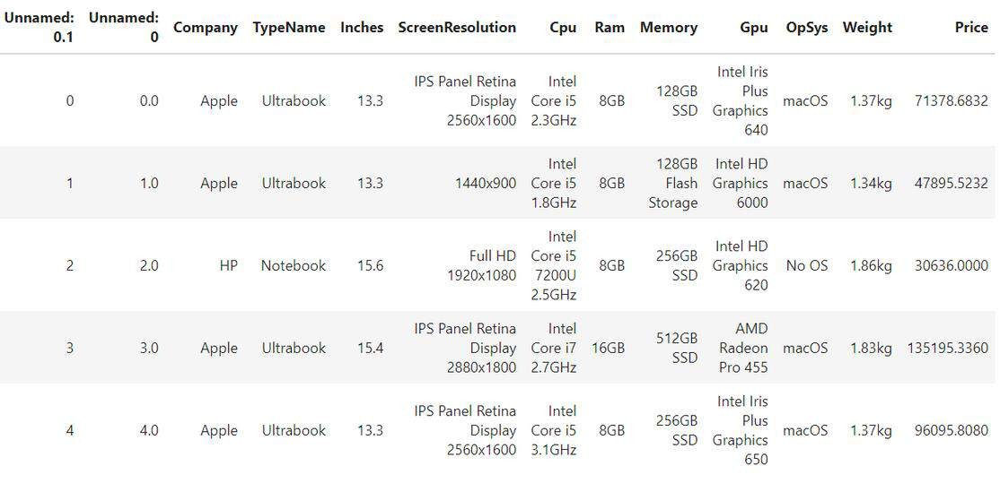 Unnamed: 0.1 Unnamed: 0 Company TypeName Inches ScreenResolution Cpu Ram Memory Gpu OpSys Weight Price
0 0.0 Apple Ultrabook 13.3 IPS Panel Retina Display 2560x1600 Intel Core i5 2.3GHz 8GB 128GB SSD Intel Iris Plus Graphics 640 macOS 1.37kg 71378.6832
1 1.0 Apple Ultrabook 13.3 1440x900 Intel Core i5 1.8GHz 8GB 128GB Flash Storage Intel HD Graphics 6000 macOS 1.34kg 47895.5232
2 2.0 HP Notebook 15.6 Full HD 1920x1080 Intel Core i5 7200U 2.5GHz 8GB 256GB SSD Intel HD Graphics 620 No OS 1.86kg 30636.0000
3 3.0 Apple Ultrabook 15.4 IPS Panel Retina Display 2880x1800 Intel Core i7 2.7GHz 16GB 512GB SSD AMD Radeon Pro 455 macOS 1.83kg 135195.3360
4 4.0 Apple Ultrabook 13.3 IPS Panel Retina Display 2560x1600 Intel Core i5 3.1GHz 8GB 256GB SSD Intel Iris Plus Graphics 650 macOS 1.37kg 96095.8080